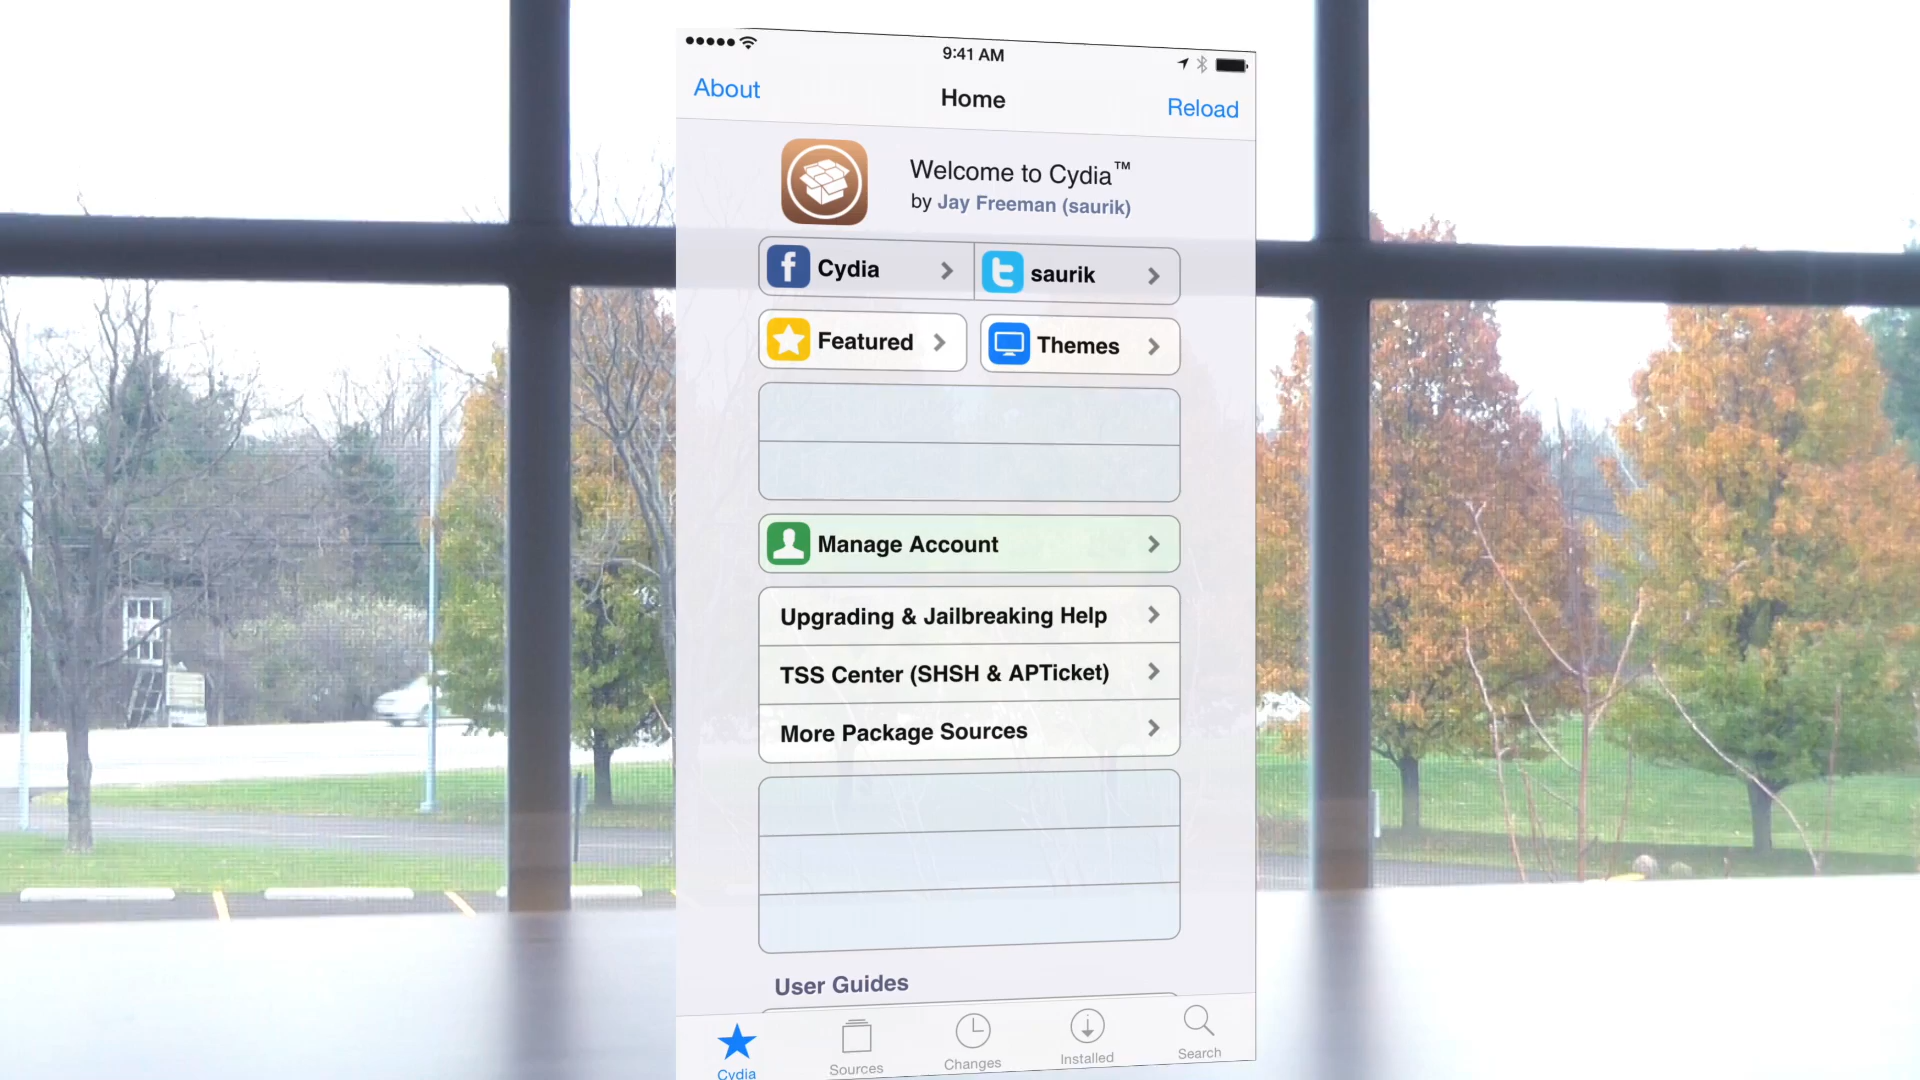 9:41 AM
About
Home
Reload
Welcome to Cydia™
by Jay Freeman (saurik)
Cydia
saurik
Featured
Themes
Manage Account
Upgrading & Jailbreaking Help
TSS Center (SHSH & APTicket)
More Package Sources
User Guides
Cydia
Sources
Changes
Installed
Search